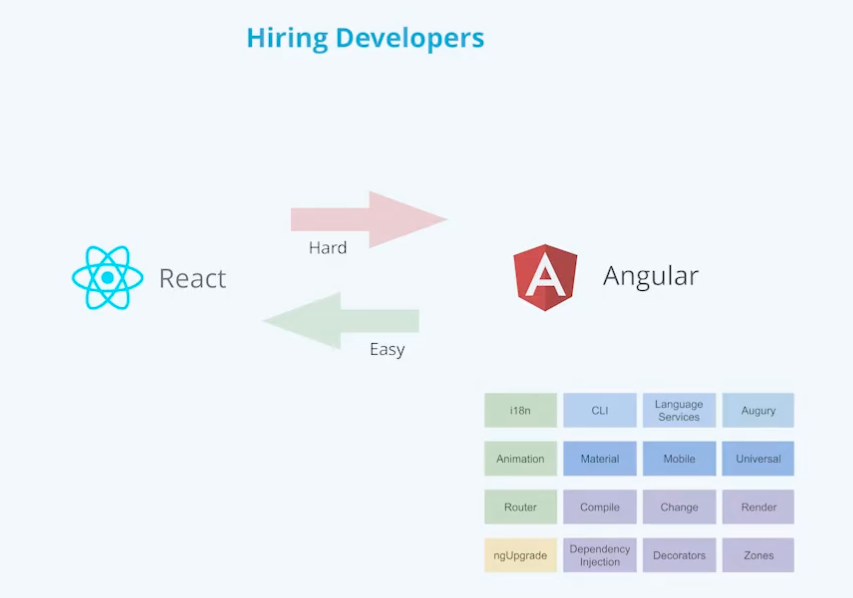 Hiring Developers
Hard
React
Angular
Easy
i18n
CLI
Language
Services
Augury
Animation
Material
Mobile
Universal
Router
Compile
Change
Render
ngUpgrade
Dependency
Injection
Decorators
Zones